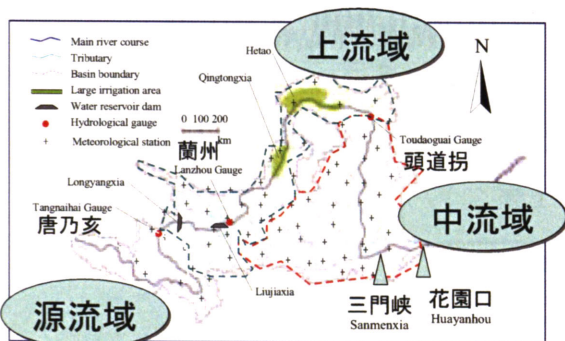 上流域
Main river course
Tributary
Basin boundary
Large irrigation area
Water reservoir dam
Hydrological gauge
Meteorological station
Hetao
Qingtongxia
N
0 100 200
km
蘭州
Lanzhou Gauge
Toudaoguai Gauge
頭道拐
Longyangxia
Tangnaihai Gauge
唐乃亥
中流域
Liujiaxia
源流域
三門峡
Sanmenxia
花園口
Huayanhou